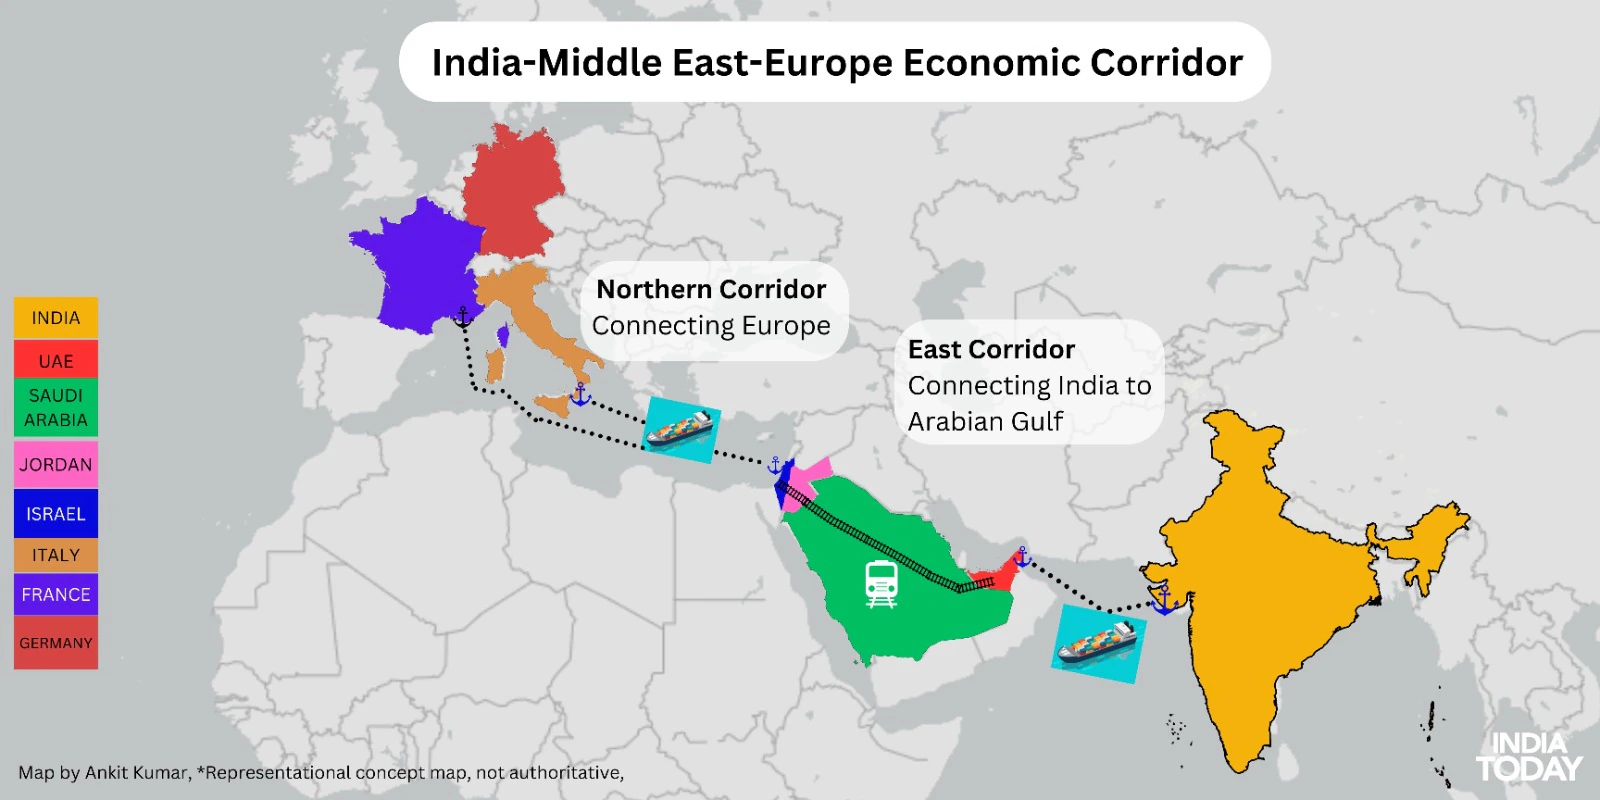 India-Middle East-Europe Economic Corridor
Northern Corridor
Connecting Europe
East Corridor
Connecting India to
Arabian Gulf
INDIA
UAE
SAUDI
ARABIA
JORDAN
ISRAEL
ITALY
FRANCE
GERMANY
Map by Ankit Kumar, *Representational concept map, not authoritative,
INDIA
TODAY